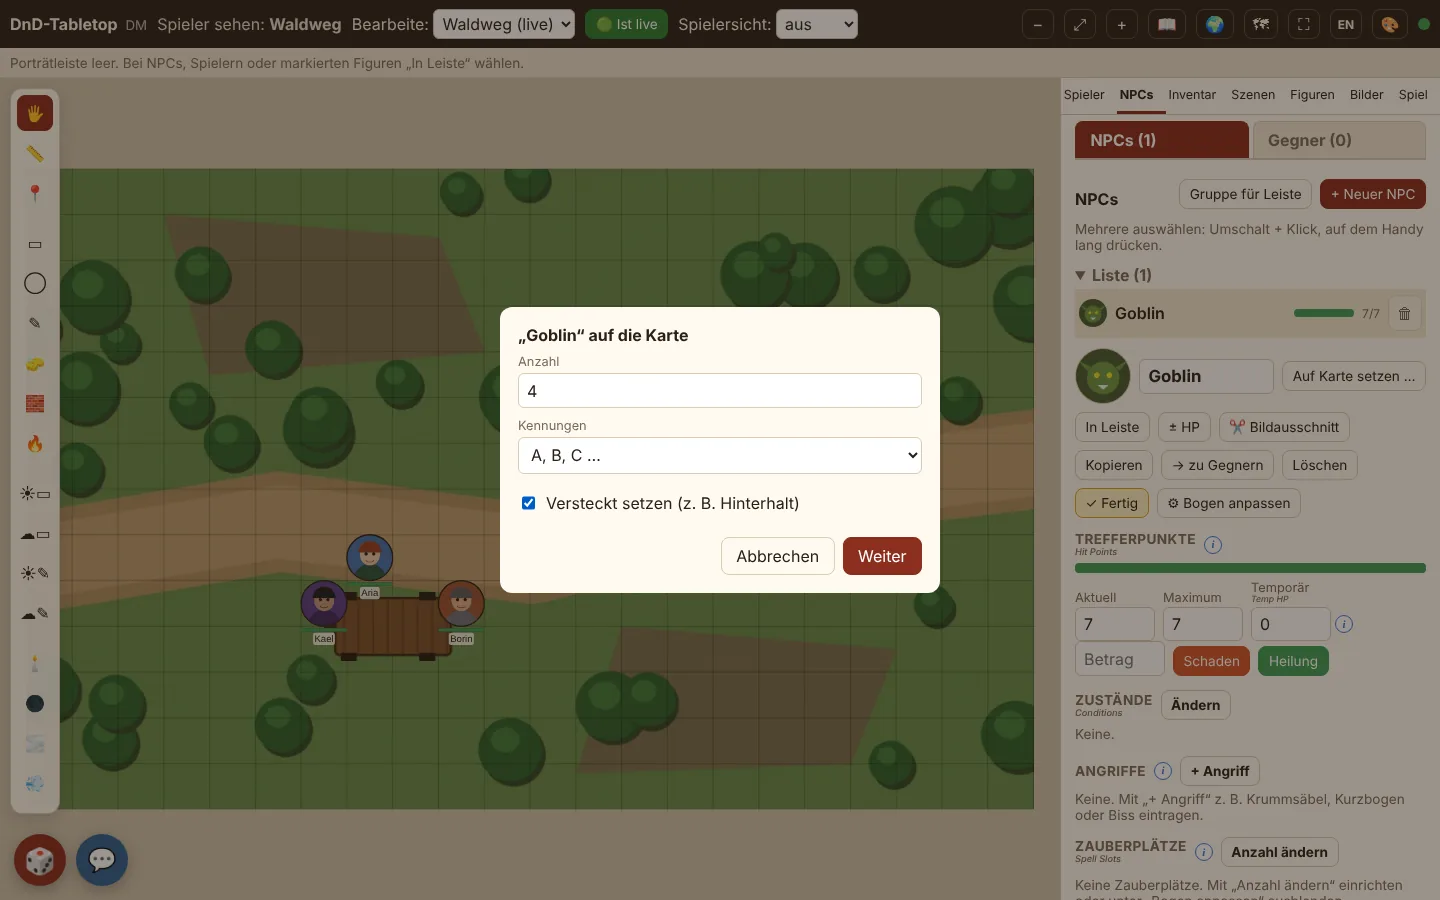 DnD-Tabletop DM Spieler sehen: Waldweg Bearbeite: Waldweg (live) Ist live Spielersicht: aus EN
Porträtleiste leer. Bei NPCs, Spielern oder markierten Figuren „In Leiste“ wählen.
Spieler NPCs Inventar Szenen Figuren Bilder Spiel
NPCs (1) Gegner (0)
NPCs Gruppe für Leiste + Neuer NPC
Mehrere auswählen: Umschalt + Klick, auf dem Handy
lang drücken.
▼ Liste (1)
Goblin 7/7
Goblin Auf Karte setzen ...
In Leiste ± HP Bildausschnitt
Kopieren → zu Gegnern Löschen
✓ Fertig ⚙ Bogen anpassen
TREFFERPUNKTE i
Hit Points
Aktuell Maximum Temporär
Temp HP
7 7 0 i
Betrag Schaden Heilung
ZUSTÄNDE Ändern
Conditions
Keine.
ANGRIFFE i + Angriff
Keine. Mit „+ Angriff“ z. B. Krummsäbel, Kurzbogen
oder Biss eintragen.
ZAUBERPLÄTZE i Anzahl ändern
Spell Slots
Keine Zauberplätze. Mit „Anzahl ändern“ einrichten
„Goblin“ auf die Karte
Anzahl
4
Kennungen
A, B, C ...
Versteckt setzen (z. B. Hinterhalt)
Abbrechen Weiter
Aria
Kael
Borin